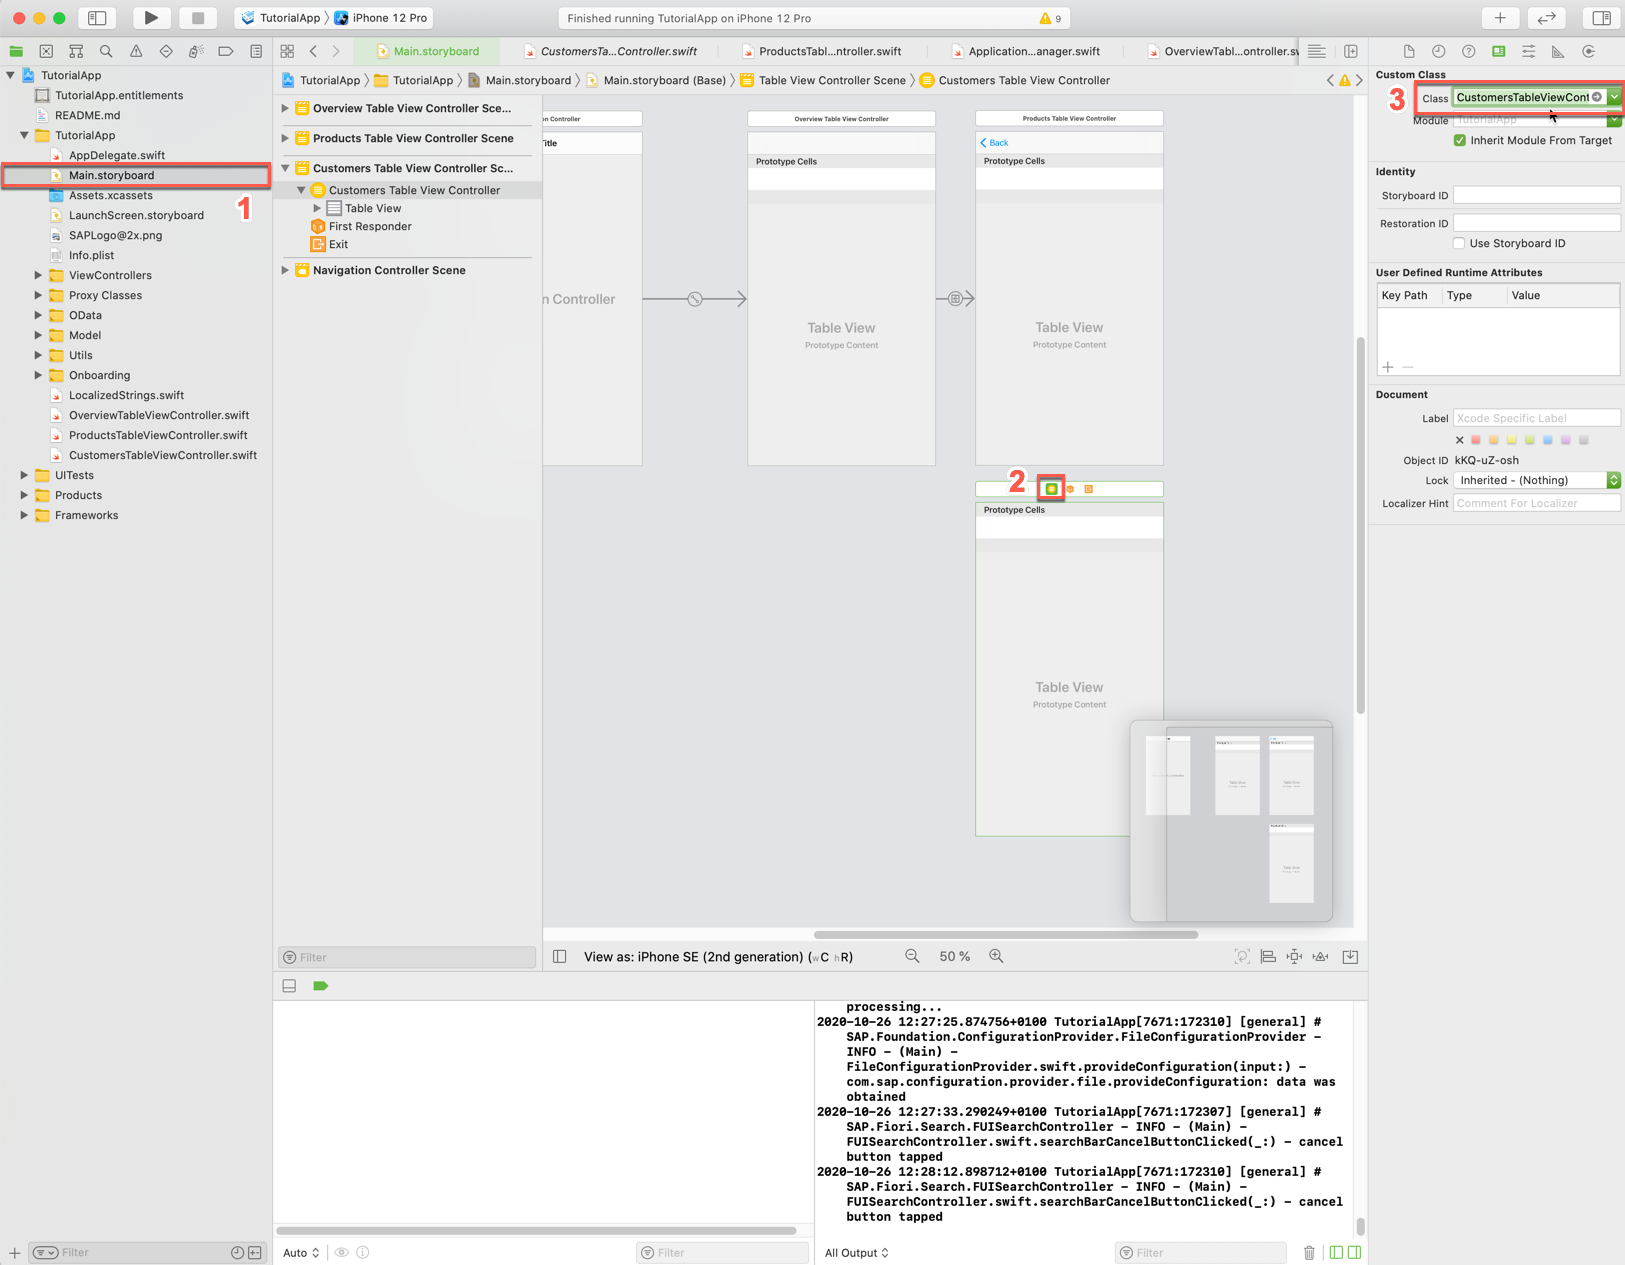 TutorialApp
iPhone 12 Pro
Finished running TutorialApp on iPhone 12 Pro
9
Main.storyboard
CustomersTa...Controller.swift
ProductsTabl...ntroller.swift
Application...anager.swift
OverviewTabl...ontroller.sw
TutorialApp
TutorialApp
Main.storyboard
Main.storyboard (Base)
Table View Controller Scene
Customers Table View Controller
TutorialApp
TutorialApp.entitlements
README.md
TutorialApp
AppDelegate.swift
Main.storyboard
1
Assets.xcassets
LaunchScreen.storyboard
SAPLogo@2x.png
Info.plist
ViewControllers
Proxy Classes
OData
Model
Utils
Onboarding
LocalizedStrings.swift
OverviewTableViewController.swift
ProductsTableViewController.swift
CustomersTableViewController.swift
UITests
Products
Frameworks
Filter
Overview Table View Controller Sce...
Products Table View Controller Scene
Customers Table View Controller Sc...
Customers Table View Controller
Table View
First Responder
Exit
Navigation Controller Scene
Filter
on Controller
Title
n Controller
Overview Table View Controller
Prototype Cells
Table View
Prototype Content
Products Table View Controller
Back
Prototype Cells
Table View
Prototype Content
2
Prototype Cells
Table View
Prototype Content
View as: iPhone SE (2nd generation) (wC hR)
50 %
Custom Class
3
Class CustomersTableViewCont
Module TutorialApp
Inherit Module From Target
Identity
Storyboard ID
Restoration ID
Use Storyboard ID
User Defined Runtime Attributes
Key Path Type Value
Document
Label Xcode Specific Label
Object ID kKQ-uZ-osh
Lock Inherited - (Nothing)
Localizer Hint Comment For Localizer
processing...
2020-10-26 12:27:25.874756+0100 TutorialApp[7671:172310] [general] #
SAP.Foundation.ConfigurationProvider.FileConfigurationProvider -
INFO - (Main) -
FileConfigurationProvider.swift.provideConfiguration(input:) -
com.sap.configuration.provider.file.provideConfiguration: data was
obtained
2020-10-26 12:27:33.290249+0100 TutorialApp[7671:172307] [general] #
SAP.Fiori.Search.FUISearchController - INFO - (Main) -
FUISearchController.swift.searchBarCancelButtonClicked(_:) - cancel
button tapped
2020-10-26 12:28:12.898712+0100 TutorialApp[7671:172310] [general] #
SAP.Fiori.Search.FUISearchController - INFO - (Main) -
FUISearchController.swift.searchBarCancelButtonClicked(_:) - cancel
button tapped
Auto
Filter
All Output
Filter